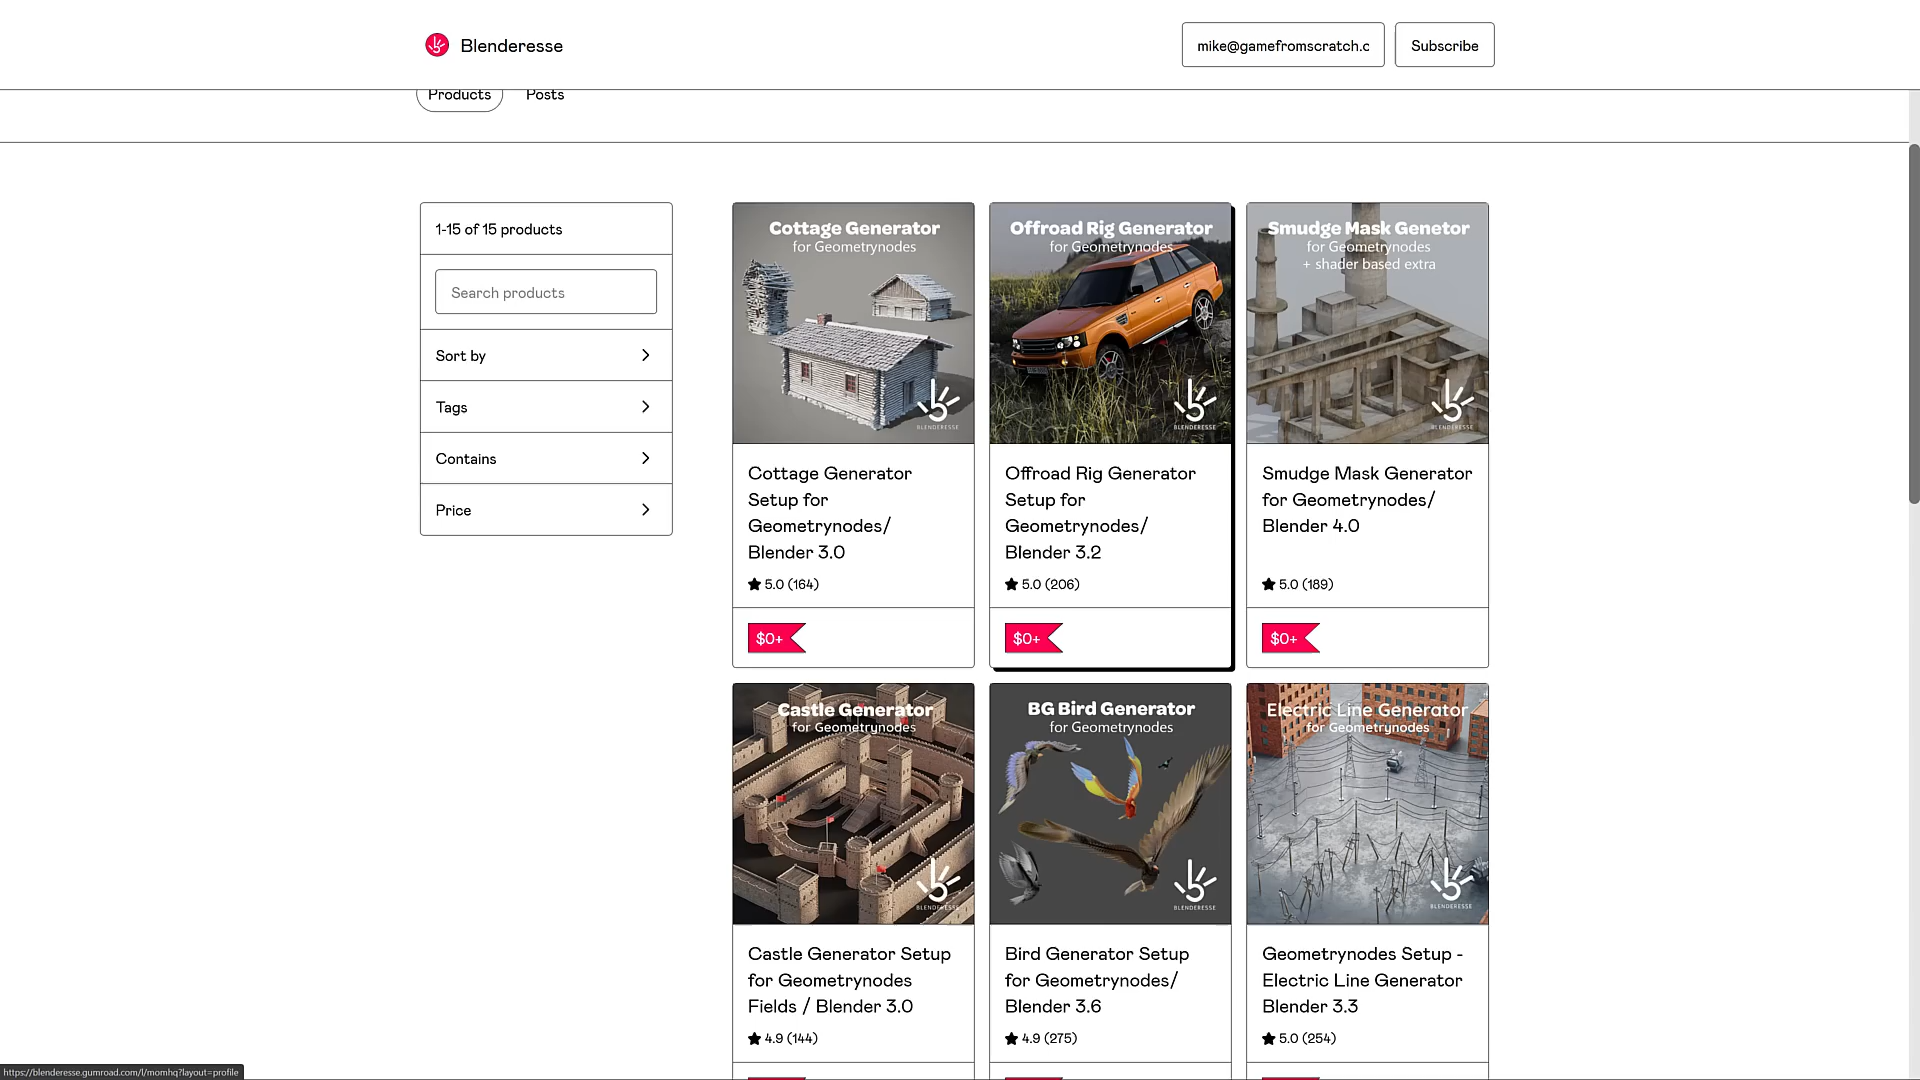 Blenderesse
mike@gamefromscratch.c
Subscribe
Products
Posts
1-15 of 15 products
Search products
Sort by
Tags
Contains
Price
Cottage Generator
for Geometrynodes
BLENDERESSE
Cottage Generator
Setup for
Geometrynodes/
Blender 3.0
5.0 (164)
$0+
Offroad Rig Generator
for Geometrynodes
BLENDERESSE
Offroad Rig Generator
Setup for
Geometrynodes/
Blender 3.2
5.0 (206)
$0+
Smudge Mask Genetor
for Geometrynodes
+ shader based extra
BLENDERESSE
Smudge Mask Generator
for Geometrynodes/
Blender 4.0
5.0 (189)
$0+
Castle Generator
for Geometrynodes
BLENDERESSE
Castle Generator Setup
for Geometrynodes
Fields / Blender 3.0
4.9 (144)
BG Bird Generator
for Geometrynodes
BLENDERESSE
Bird Generator Setup
for Geometrynodes/
Blender 3.6
4.9 (275)
Electric Line Generator
for Geometrynodes
BLENDERESSE
Geometrynodes Setup -
Electric Line Generator
Blender 3.3
5.0 (254)
https://blenderesse.gumroad.com/l/momhq?layout=profile